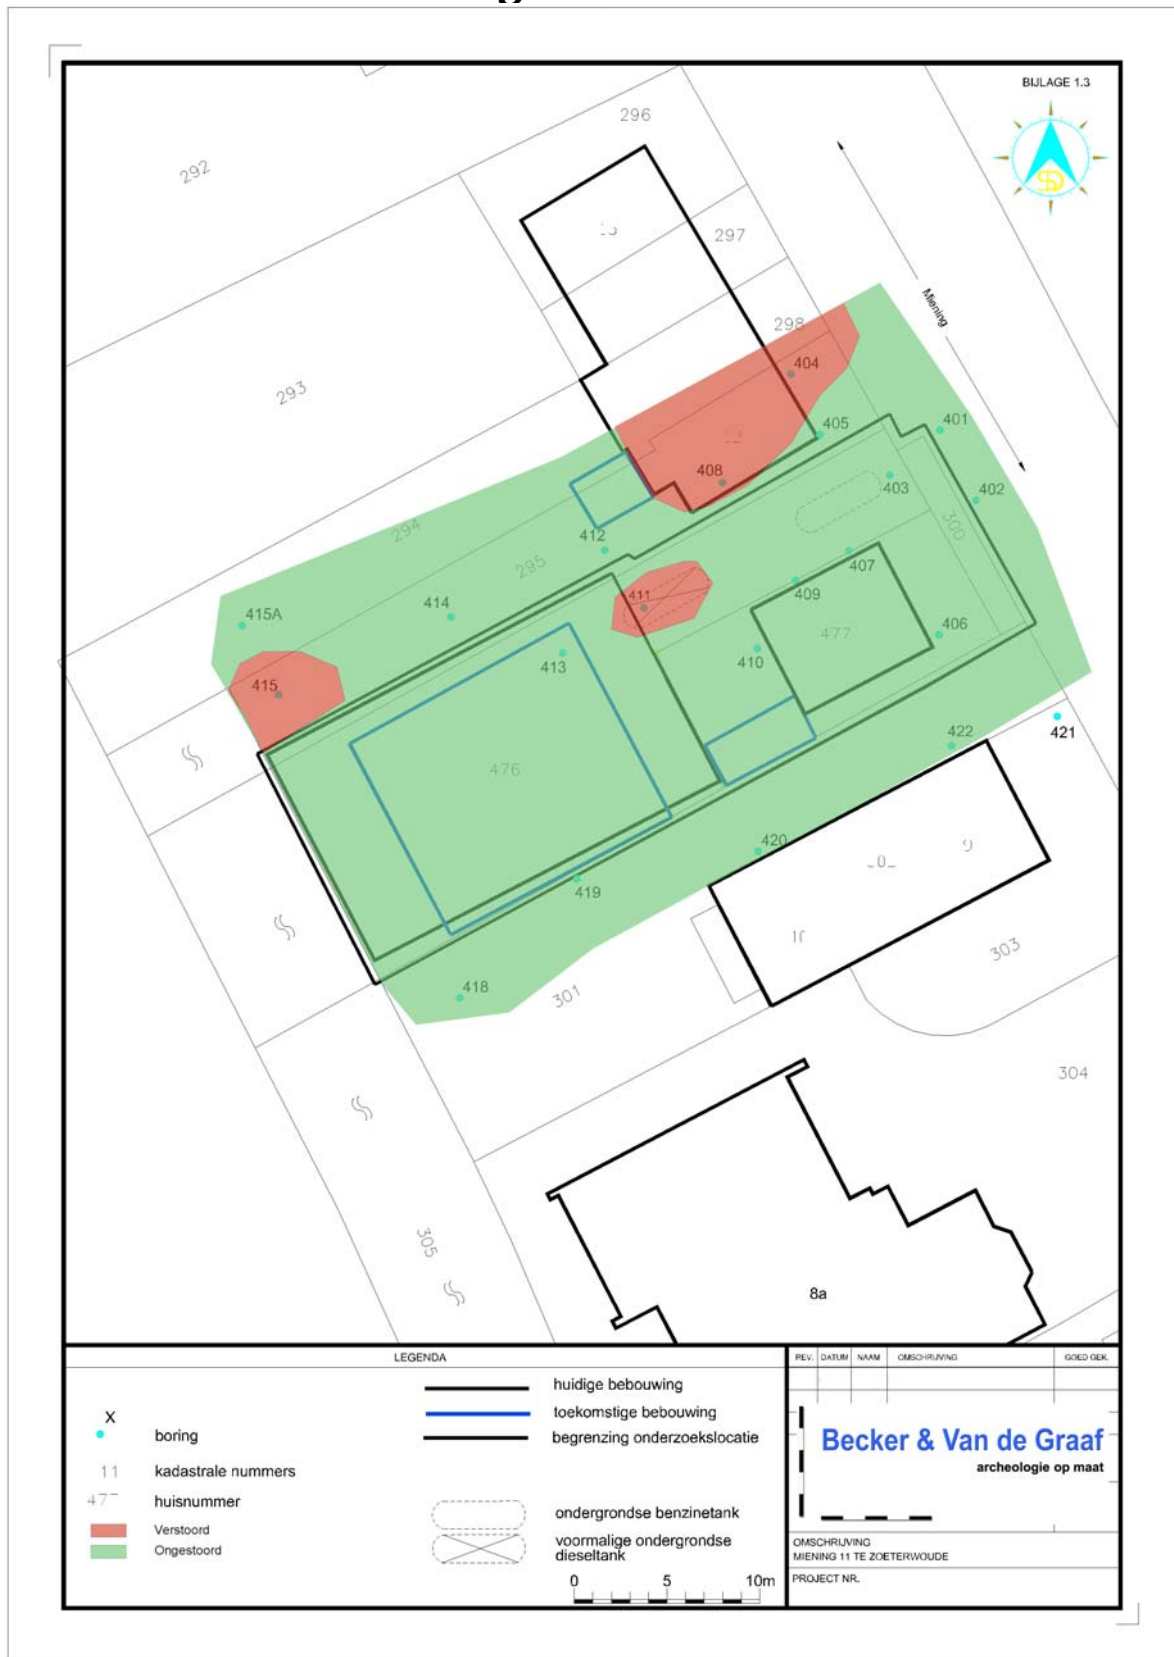 BIJLAGE 1.3
296
292
297
Miening
298
404
293
405
401
408
403
402
294
412
300
295
407
411
409
415A
414
477
406
413
410
415
421
422
476
420
9
419
10
303
418
301
304
305
8a
LEGENDA
X
boring
11 kadastrale nummers
huisnummer
Verstoord
Ongestoord
huidige bebouwing
toekomstige bebouwing
begrenzing onderzoekslocatie
ondergrondse benzinetank
voormalige ondergrondse
dieseltank
0 5 10m
REV. DATUM NAAM OMSCHRIJVING GOED GEK.
Becker & Van de Graaf
archeologie op maat
OMSCHRIJVING
MIENING 11 TE ZOETERWOUDE
PROJECT NR.